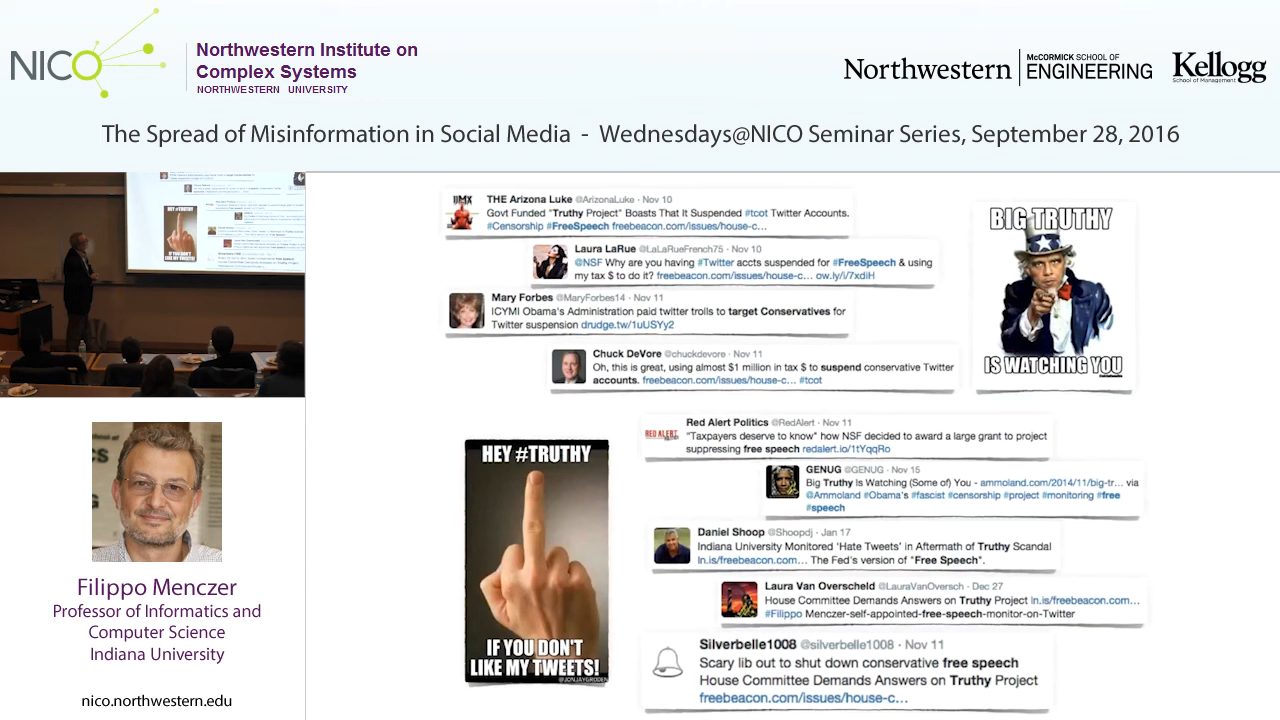 NICO
Northwestern Institute on
Complex Systems
NORTHWESTERN UNIVERSITY
Northwestern
McCORMICK SCHOOL OF
ENGINEERING
Kellogg
School of Management
The Spread of Misinformation in Social Media - Wednesdays@NICO Seminar Series, September 28, 2016
THE Arizona Luke @ArizonaLuke · Nov 10
Govt Funded "Truthy Project" Boasts That It Suspended #tcot Twitter Accounts.
#Censorship #FreeSpeech freebeacon.com/issues/house-c…
Laura LaRue @LaLaRueFrenzh75 · Nov 10
@NSF Why are you having #Twitter accts suspended for #FreeSpeech & using
my tax $ to do it? freebeacon.com/issues/house-c… ow.ly/i/7xdiH
Mary Forbes @MaryForbes14 · Nov 11
ICYMI Obama's Administration paid twitter trolls to target Conservatives for
Twitter suspension drudge.tw/1uUSYy2
Chuck DeVore @chuckdevore · Nov 11
Oh, this is great, using almost $1 million in tax $ to suspend conservative Twitter
accounts. freebeacon.com/issues/house-c… #tcot
BIG TRUTHY
IS WATCHING YOU
HEY #TRUTHY
IF YOU DON'T
LIKE MY TWEETS!
@JONJAYGRODEN
RED ALERT
Red Alert Politics @RedAlert · Nov 11
"Taxpayers deserve to know" how NSF decided to award a large grant to project
suppressing free speech redalert.io/1tYqqRo
GENUG @GENUG · Nov 15
Big Truthy Is Watching (Some of) You - ammoland.com/2014/11/big-tr… via
@Ammoland #Obama's #fascist #censorship #project #monitoring #free
#speech
Daniel Shoop @Shoopdj · Jan 17
Indiana University Monitored 'Hate Tweets' in Aftermath of Truthy Scandal
ln.is/freebeacon.com… The Fed's version of "Free Speech".
Laura Van Overscheld @LauraVanOversch · Dec 27
House Committee Demands Answers on Truthy Project ln.is/freebeacon.com…
#Filippo Menczer-self-appointed-free-speech-monitor-on-Twitter
Silverbelle1008 @silverbelle1008 · Nov 11
Scary lib out to shut down conservative free speech
House Committee Demands Answers on Truthy Project
freebeacon.com/issues/house-c…
HEY #TRUTHY
IF YOU DON'T
LIKE MY TWEETS!
Filippo Menczer
Professor of Informatics and
Computer Science
Indiana University
nico.northwestern.edu